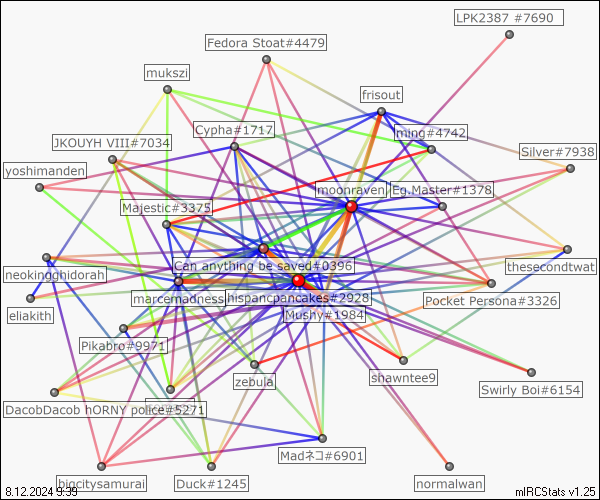 LPK2387 #7690
Fedora Stoat#4479
mukszi
frisout
Cypha#1717
ming#4742
JKOUYH VIII#7034
Silver#7938
yoshimanden
moonraven
Eg.Master#1378
Majestic#3375
Can anything be saved#0396
thesecondtwat
neokingghidorah
marcemadness
hispancpancakes#2928
Pocket Persona#3326
eliakith
Mushy#1984
Pikabro#9971
zebula
shawntee9
Swirly Boi#6154
DacobDacob hORNY police#5271
Madネコ#6901
bigcitysamurai
Duck#1245
normalwan
8.12.2024 9:39
mIRCStats v1.25